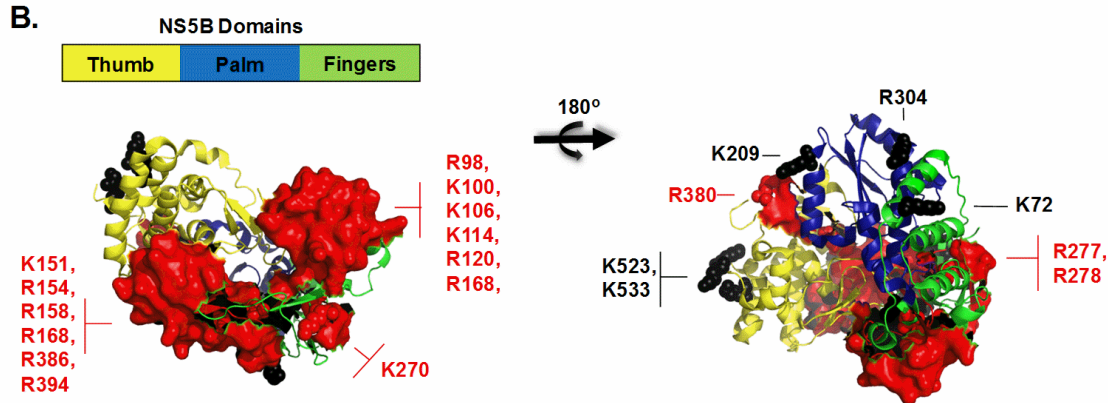 B.
NS5B Domains
Thumb Palm Fingers
180º
R98,
K100,
K106,
K114,
R120,
R168,
K151,
R154,
R158,
R168,
R386,
R394
K270
R304
K209
R380
K72
K523,
K533
R277,
R278